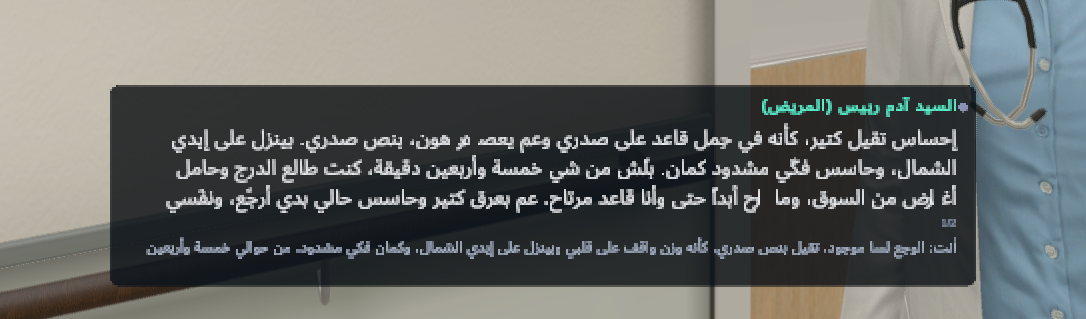 السيد آدم رييس (المريض)
إحساس تقيل كتير، كأنه في جمل قاعد على صدري وعم يعصر هون، بنص صدري. بينزل على إيدي
الشمال، وحاسس فكّي مشدود كمان. بلّش من شي خمسة وأربعين دقيقة، كنت طالع الدرج وحامل
من السوق، وما أبداً حتى وأنا قاعد مرتاح. عم بعرق كتير وحاسس حالي بدي أرجّع، ونفسي
1/2
أنت: الوجع لسا موجود، تقيل بنص صدري، كأنه وزن واقف على قلبي وبينزل على إيدي الشمال، وكمان فكي مشدود. من حوالي خمسة وأربعين